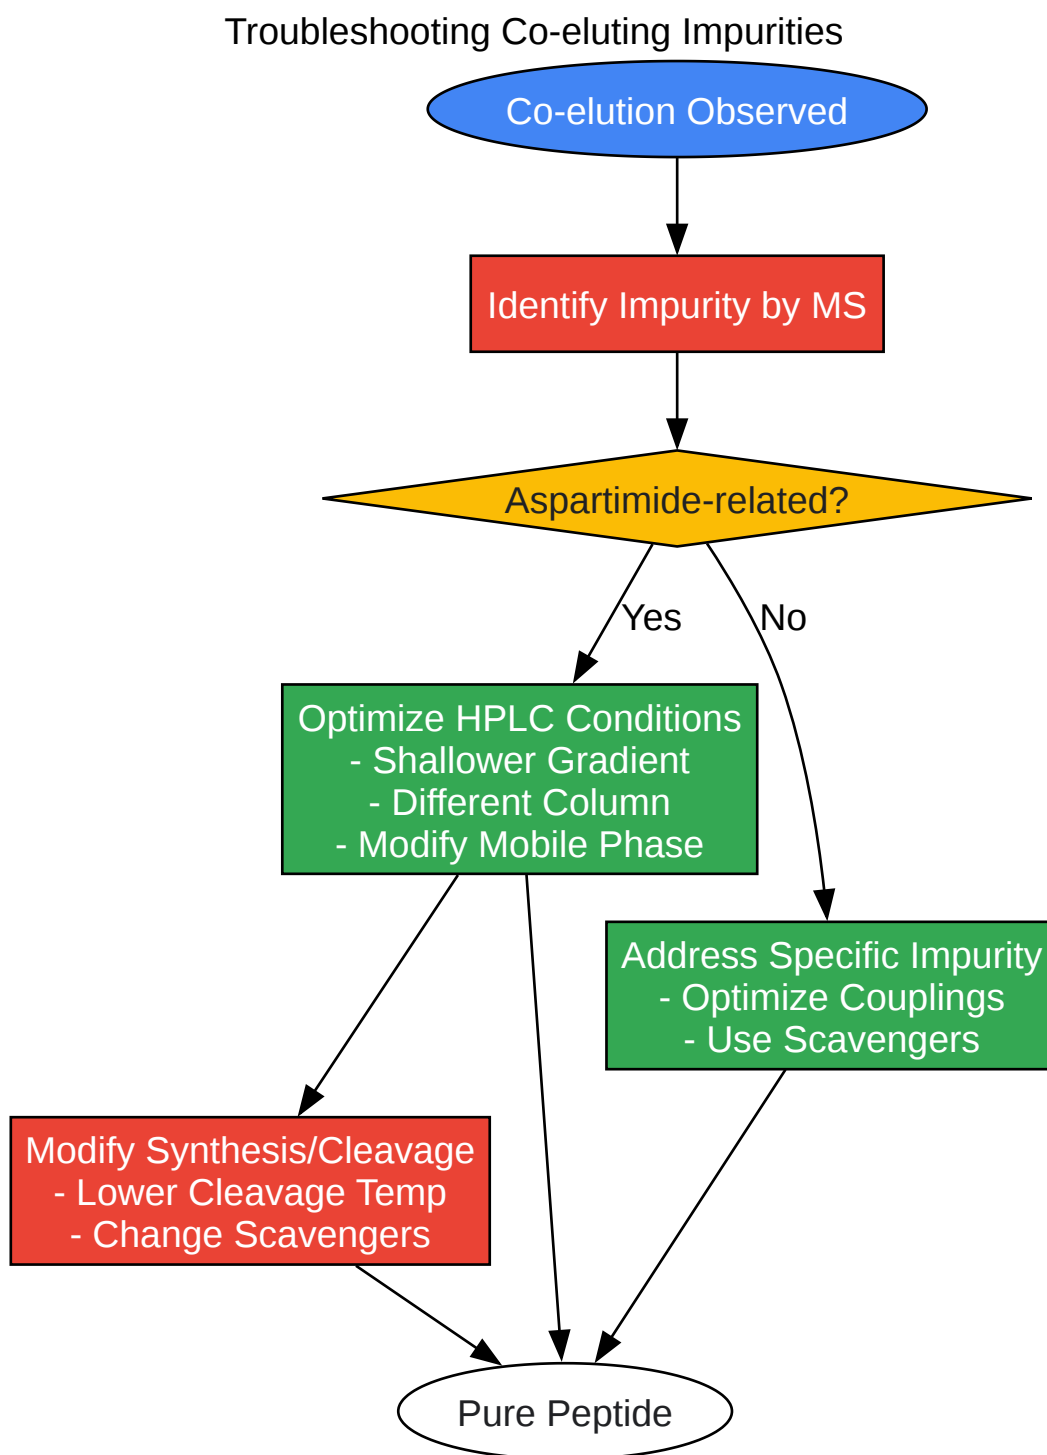 Troubleshooting Co-eluting Impurities
Co-elution Observed
Identify Impurity by MS
Aspartimide-related?
Yes
No
Optimize HPLC Conditions
- Shallower Gradient
- Different Column
- Modify Mobile Phase
Address Specific Impurity
- Optimize Couplings
- Use Scavengers
Modify Synthesis/Cleavage
- Lower Cleavage Temp
- Change Scavengers
Pure Peptide